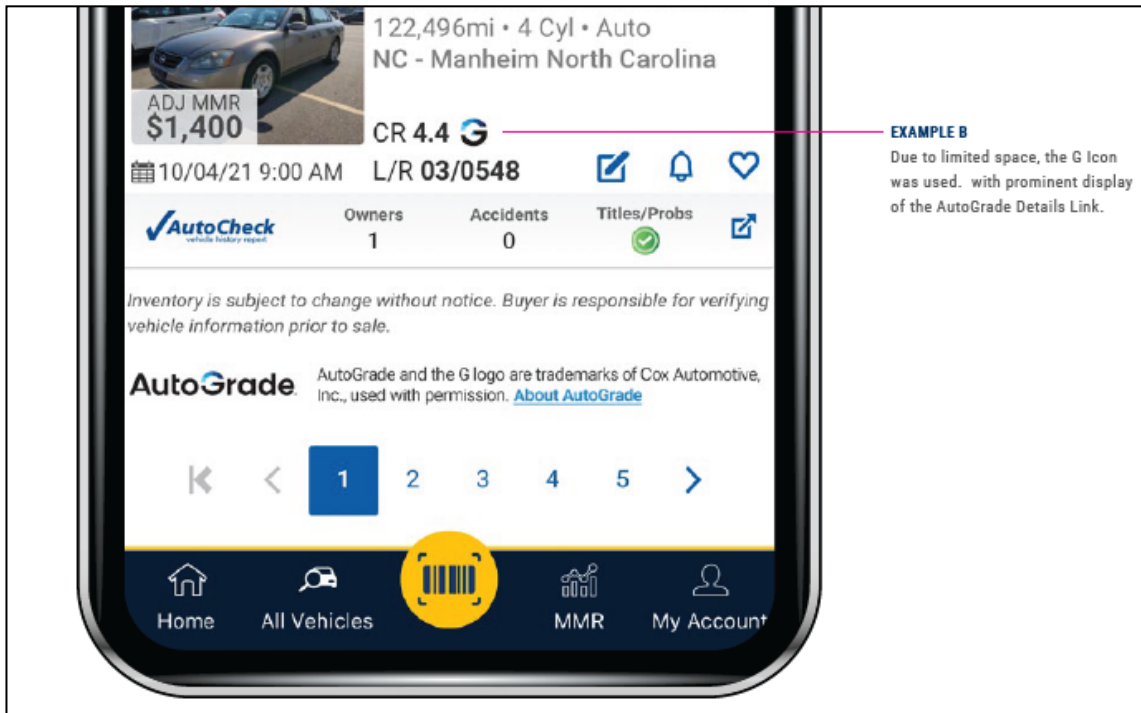 122,496mi • 4 Cyl • Auto
NC - Manheim North Carolina
ADJ MMR
$1,400
CR 4.4 G
10/04/21 9:00 AM L/R 03/0548
AutoCheck
vehicle history report
Owners
1
Accidents
0
Titles/Probs
Inventory is subject to change without notice. Buyer is responsible for verifying
vehicle information prior to sale.
AutoGrade
AutoGrade and the G logo are trademarks of Cox Automotive,
Inc., used with permission. About AutoGrade
1 2 3 4 5
Home All Vehicles MMR My Account
EXAMPLE B
Due to limited space, the G Icon
was used. with prominent display
of the AutoGrade Details Link.